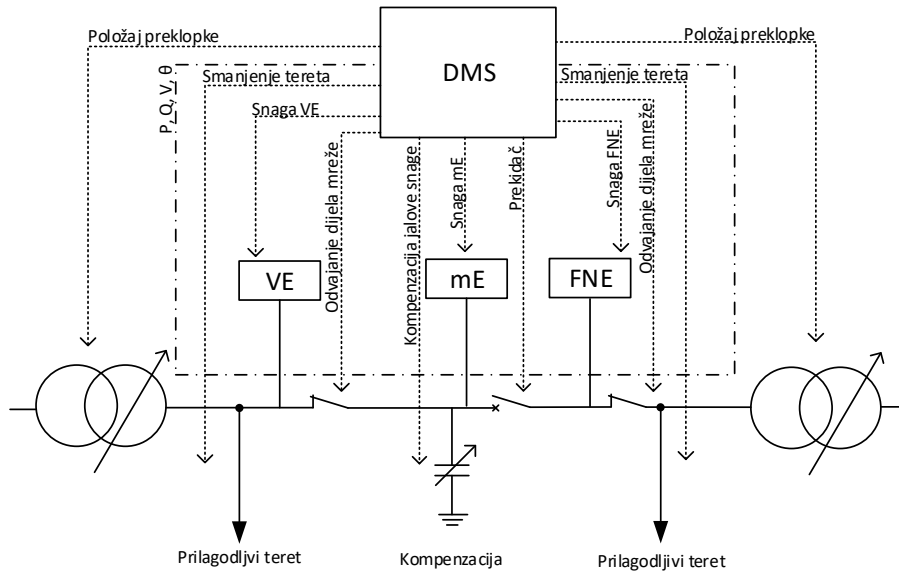 Položaj preklopke
DMS
Položaj preklopke
P, Q, V, θ
Smanjenje tereta
Smanjenje tereta
Snaga VE
Odvajanje dijela mreže
Kompenzacija jalove snage
Snaga mE
Prekidač
Snaga FNE
Odvajanje dijela mreže
VE
mE
FNE
Prilagodljvi teret
Kompenzacija
Prilagodljivi teret